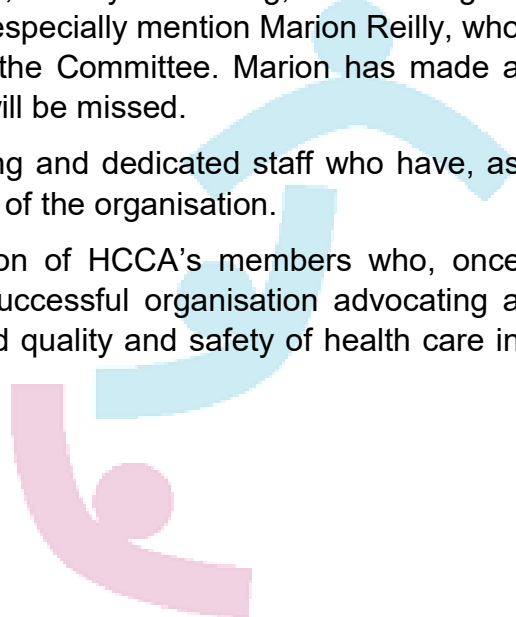 especially mention Marion Reilly, who
the Committee. Marion has made a
will be missed.
ng and dedicated staff who have, as
of the organisation.
on of HCCA's members who, once
uccessful organisation advocating a
d quality and safety of health care in